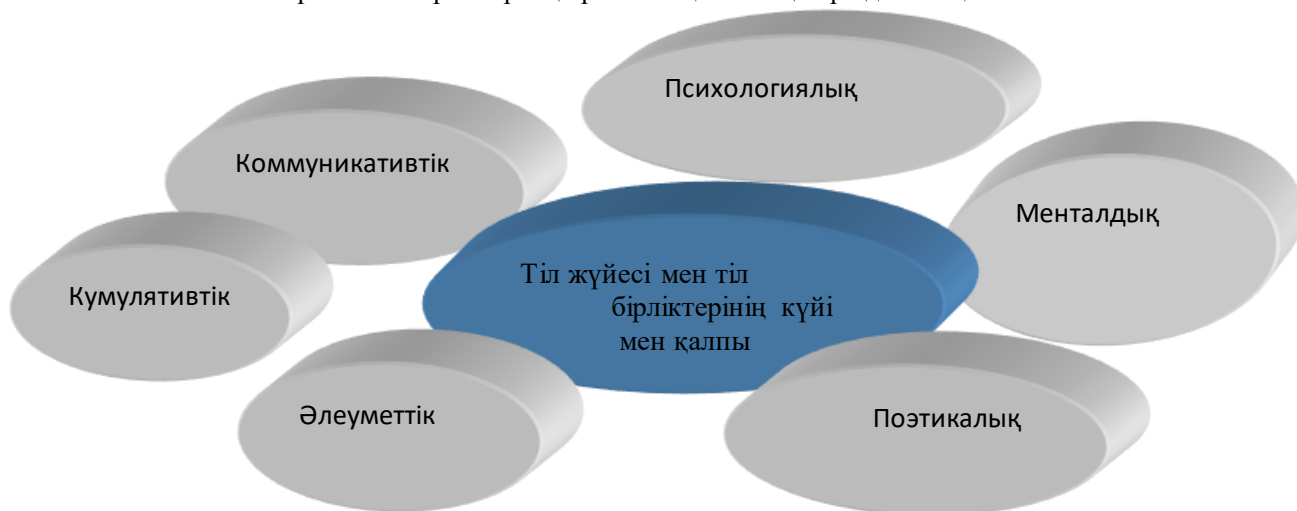 Психологиялық
Коммуникативтік
Менталдық
Кумулятивтік
Тіл жүйесі мен тіл
бірліктерінің күйі
мен қалпы
Әлеуметтік
Поэтикалық